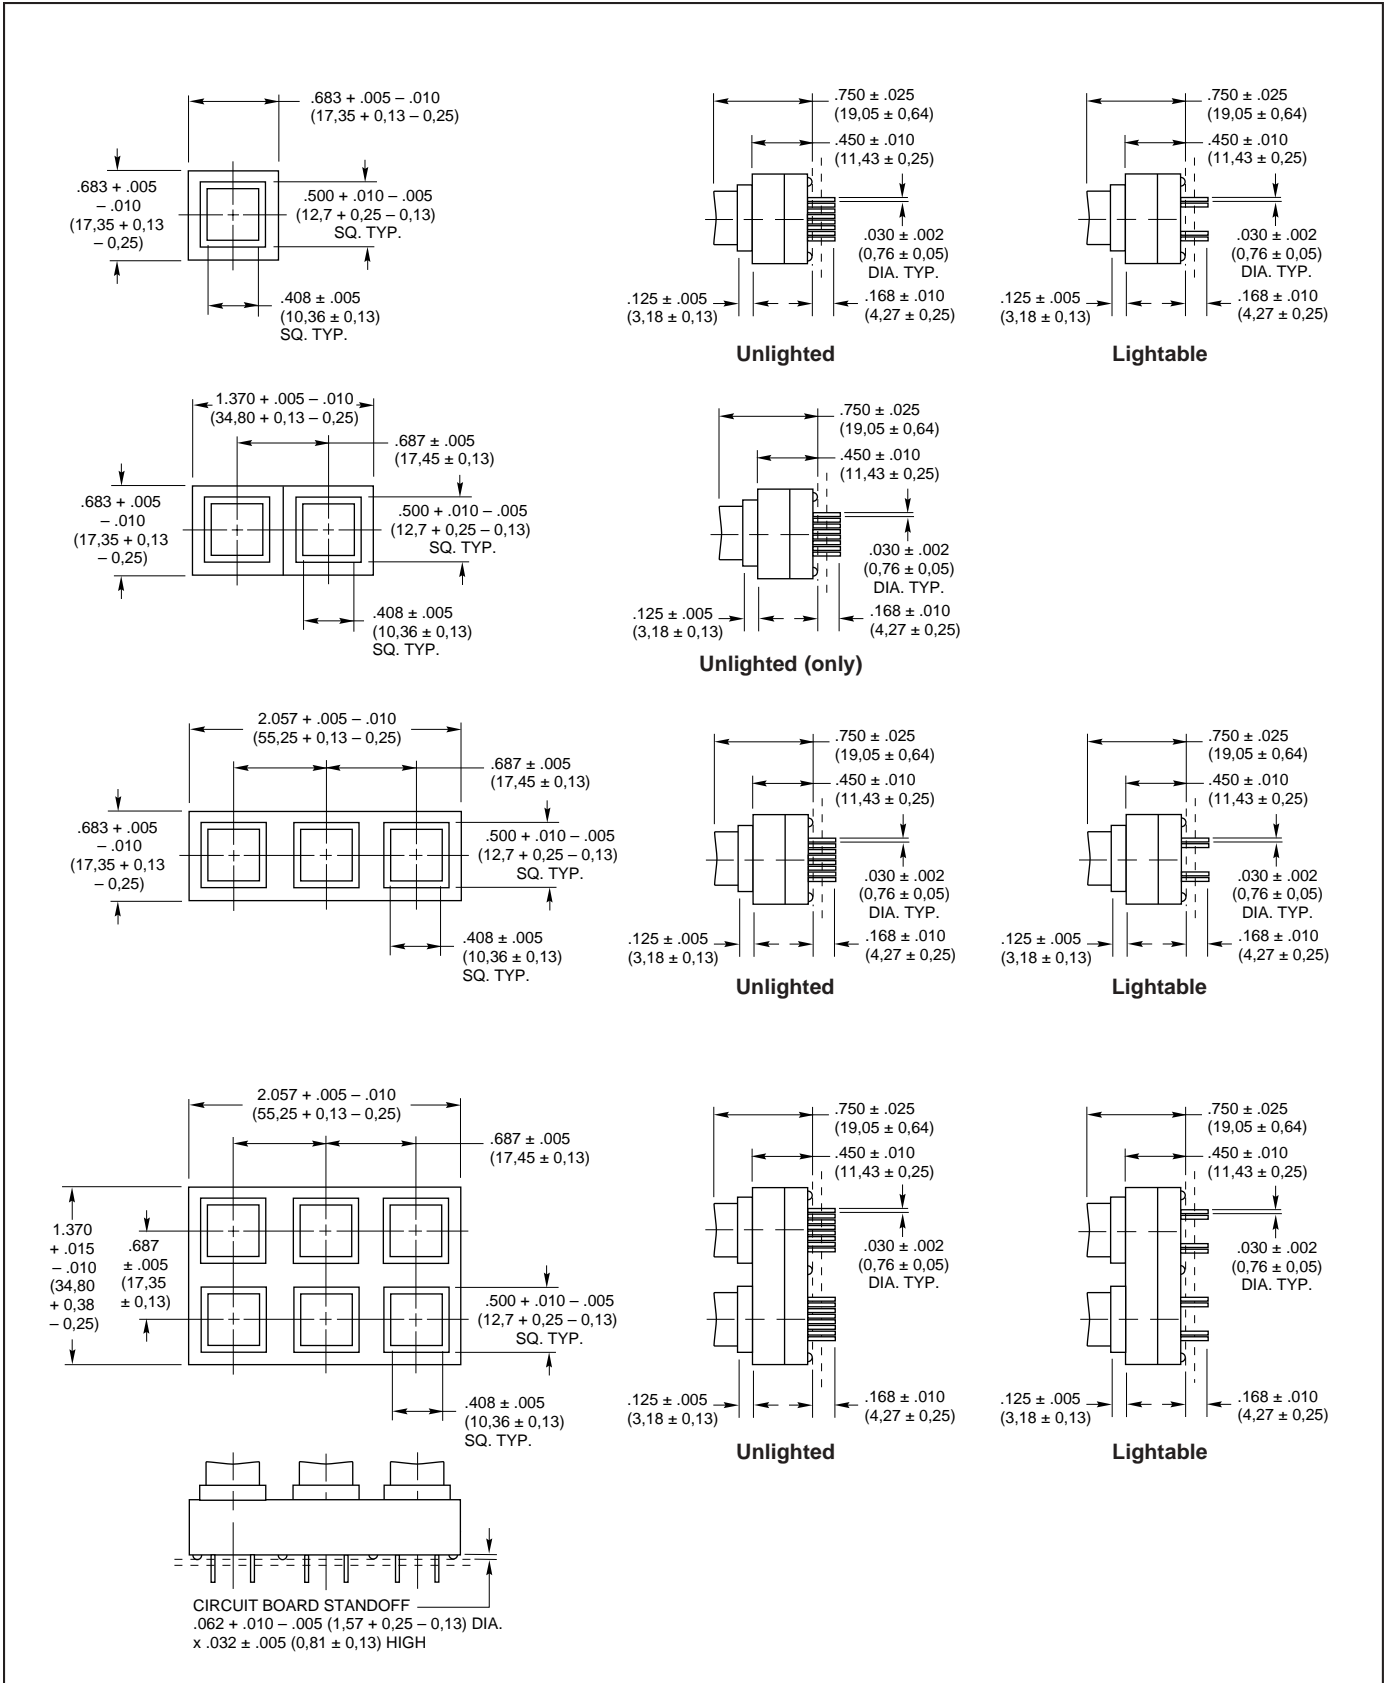 .683 + .005 – .010
(17,35 + 0,13 – 0,25)
.683 + .005
– .010
(17,35 + 0,13
– 0,25)
.500 + .010 – .005
(12,7 + 0,25 – 0,13)
SQ. TYP.
.408 ± .005
(10,36 ± 0,13)
SQ. TYP.
.750 ± .025
(19,05 ± 0,64)
.450 ± .010
(11,43 ± 0,25)
.030 ± .002
(0,76 ± 0,05)
DIA. TYP.
.125 ± .005
(3,18 ± 0,13)
.168 ± .010
(4,27 ± 0,25)
Unlighted
.750 ± .025
(19,05 ± 0,64)
.450 ± .010
(11,43 ± 0,25)
.030 ± .002
(0,76 ± 0,05)
DIA. TYP.
.125 ± .005
(3,18 ± 0,13)
.168 ± .010
(4,27 ± 0,25)
Lightable
1.370 + .005 – .010
(34,80 + 0,13 – 0,25)
.687 ± .005
(17,45 ± 0,13)
.683 + .005
– .010
(17,35 + 0,13
– 0,25)
.500 + .010 – .005
(12,7 + 0,25 – 0,13)
SQ. TYP.
.408 ± .005
(10,36 ± 0,13)
SQ. TYP.
.750 ± .025
(19,05 ± 0,64)
.450 ± .010
(11,43 ± 0,25)
.030 ± .002
(0,76 ± 0,05)
DIA. TYP.
.125 ± .005
(3,18 ± 0,13)
.168 ± .010
(4,27 ± 0,25)
Unlighted (only)
2.057 + .005 – .010
(55,25 + 0,13 – 0,25)
.687 ± .005
(17,45 ± 0,13)
.683 + .005
– .010
(17,35 + 0,13
– 0,25)
.500 + .010 – .005
(12,7 + 0,25 – 0,13)
SQ. TYP.
.408 ± .005
(10,36 ± 0,13)
SQ. TYP.
.750 ± .025
(19,05 ± 0,64)
.450 ± .010
(11,43 ± 0,25)
.030 ± .002
(0,76 ± 0,05)
DIA. TYP.
.125 ± .005
(3,18 ± 0,13)
.168 ± .010
(4,27 ± 0,25)
Unlighted
.750 ± .025
(19,05 ± 0,64)
.450 ± .010
(11,43 ± 0,25)
.030 ± .002
(0,76 ± 0,05)
DIA. TYP.
.125 ± .005
(3,18 ± 0,13)
.168 ± .010
(4,27 ± 0,25)
Lightable
2.057 + .005 – .010
(55,25 + 0,13 – 0,25)
.687 ± .005
(17,45 ± 0,13)
1.370
+ .015
– .010
(34,80
+ 0,38
– 0,25)
.687
± .005
(17,35
± 0,13)
.500 + .010 – .005
(12,7 + 0,25 – 0,13)
SQ. TYP.
.408 ± .005
(10,36 ± 0,13)
SQ. TYP.
.750 ± .025
(19,05 ± 0,64)
.450 ± .010
(11,43 ± 0,25)
.030 ± .002
(0,76 ± 0,05)
DIA. TYP.
.125 ± .005
(3,18 ± 0,13)
.168 ± .010
(4,27 ± 0,25)
Unlighted
.750 ± .025
(19,05 ± 0,64)
.450 ± .010
(11,43 ± 0,25)
.030 ± .002
(0,76 ± 0,05)
DIA. TYP.
.125 ± .005
(3,18 ± 0,13)
.168 ± .010
(4,27 ± 0,25)
Lightable
CIRCUIT BOARD STANDOFF
.062 + .010 – .005 (1,57 + 0,25 – 0,13) DIA.
x .032 ± .005 (0,81 ± 0,13) HIGH